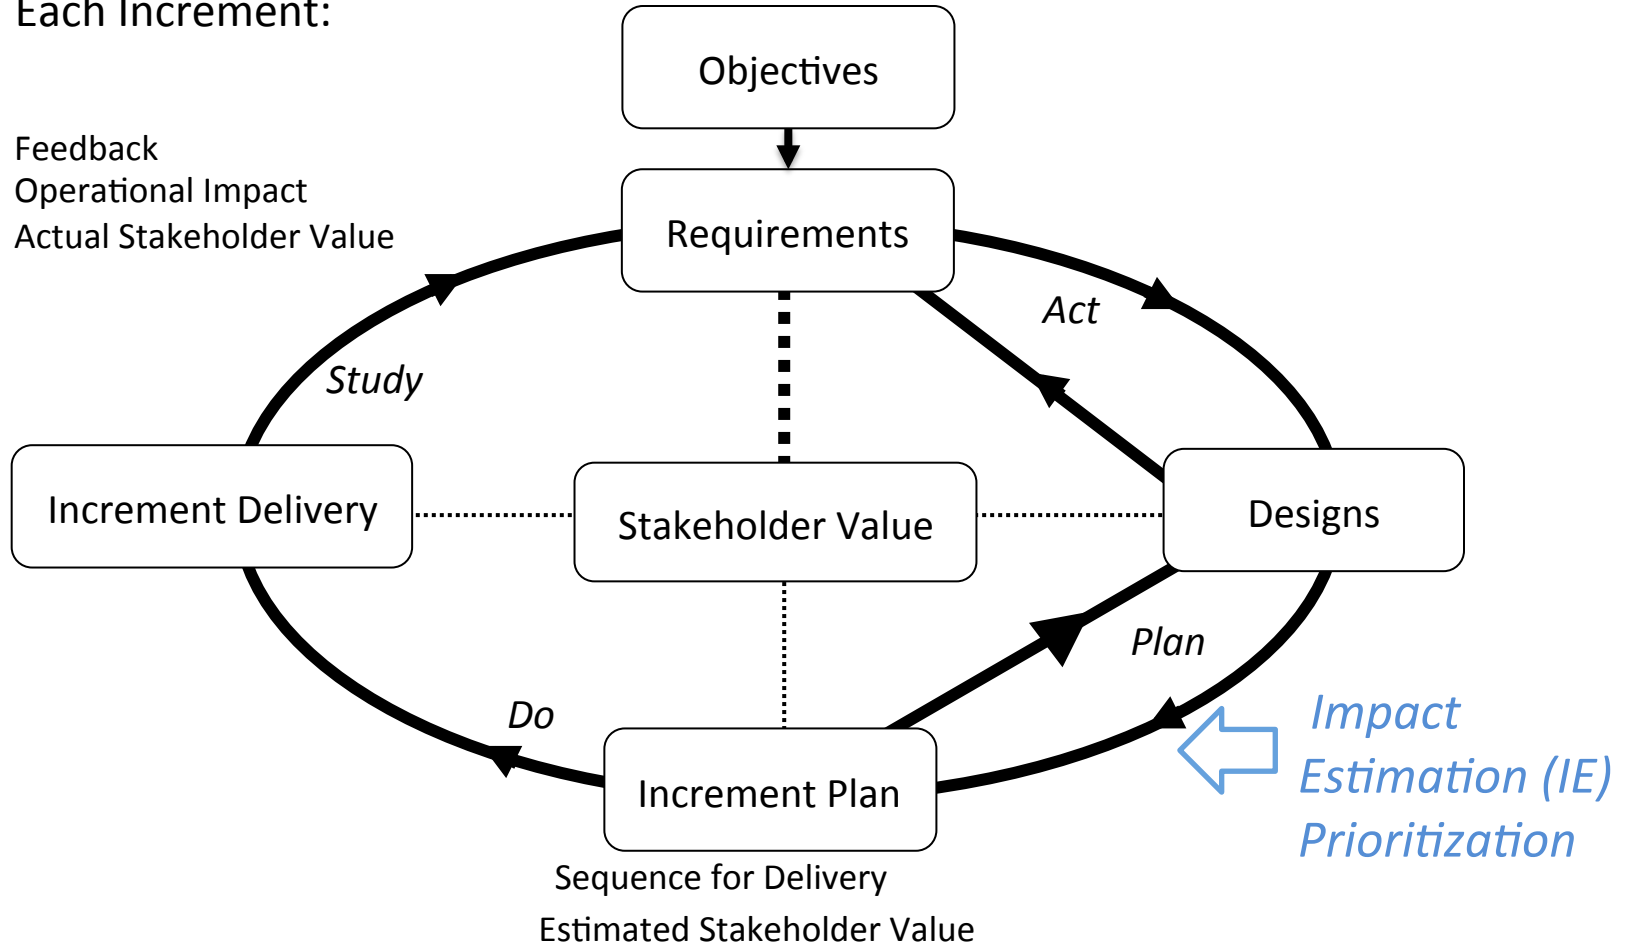 Each Increment:
Objectives
Feedback
Operational Impact
Actual Stakeholder Value
Requirements
Act
Study
Increment Delivery
Stakeholder Value
Designs
Plan
Do
Impact
Estimation (IE)
Prioritization
Increment Plan
Sequence for Delivery
Estimated Stakeholder Value